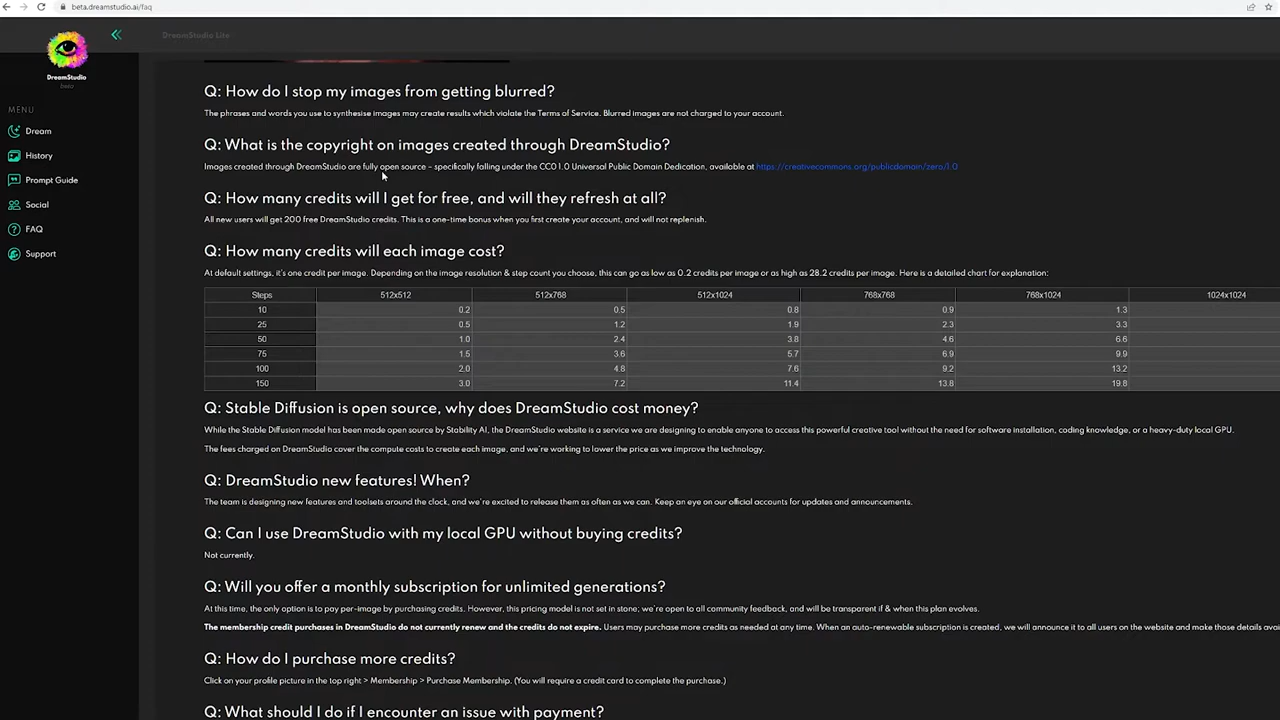 beta.dreamstudio.ai/faq
DreamStudio Lite
DreamStudio
beta
MENU
Dream
History
Prompt Guide
Social
FAQ
Support
Q: How do I stop my images from getting blurred?
The phrases and words you use to synthesise images may create results which violate the Terms of Service. Blurred images are not charged to your account.
Q: What is the copyright on images created through DreamStudio?
Images created through DreamStudio are fully open source – specifically falling under the CC0 1.0 Universal Public Domain Dedication, available at https://creativecommons.org/publicdomain/zero/1.0
Q: How many credits will I get for free, and will they refresh at all?
All new users will get 200 free DreamStudio credits. This is a one-time bonus when you first create your account, and will not replenish.
Q: How many credits will each image cost?
At default settings, it's one credit per image. Depending on the image resolution & step count you choose, this can go as low as 0.2 credits per image or as high as 28.2 credits per image. Here is a detailed chart for explanation:
Steps 512x512 512x768 512x1024 768x768 768x1024 1024x1024
10 0.2 0.5 0.8 0.9 1.3
25 0.5 1.2 1.9 2.3 3.3
50 1.0 2.4 3.8 4.6 6.6
75 1.5 3.6 5.7 6.9 9.9
100 2.0 4.8 7.6 9.2 13.2
150 3.0 7.2 11.4 13.8 19.8
Q: Stable Diffusion is open source, why does DreamStudio cost money?
While the Stable Diffusion model has been made open source by Stability AI, the DreamStudio website is a service we are designing to enable anyone to access this powerful creative tool without the need for software installation, coding knowledge, or a heavy-duty local GPU.
The fees charged on DreamStudio cover the compute costs to create each image, and we're working to lower the price as we improve the technology.
Q: DreamStudio new features! When?
The team is designing new features and toolsets around the clock, and we're excited to release them as often as we can. Keep an eye on our official accounts for updates and announcements.
Q: Can I use DreamStudio with my local GPU without buying credits?
Not currently.
Q: Will you offer a monthly subscription for unlimited generations?
At this time, the only option is to pay per-image by purchasing credits. However, this pricing model is not set in stone; we're open to all community feedback, and will be transparent if & when this plan evolves.
The membership credit purchases in DreamStudio do not currently renew and the credits do not expire. Users may purchase more credits as needed at any time. When an auto-renewable subscription is created, we will announce it to all users on the website and make those details avai
Q: How do I purchase more credits?
Click on your profile picture in the top right > Membership > Purchase Membership. (You will require a credit card to complete the purchase.)
Q: What should I do if I encounter an issue with payment?